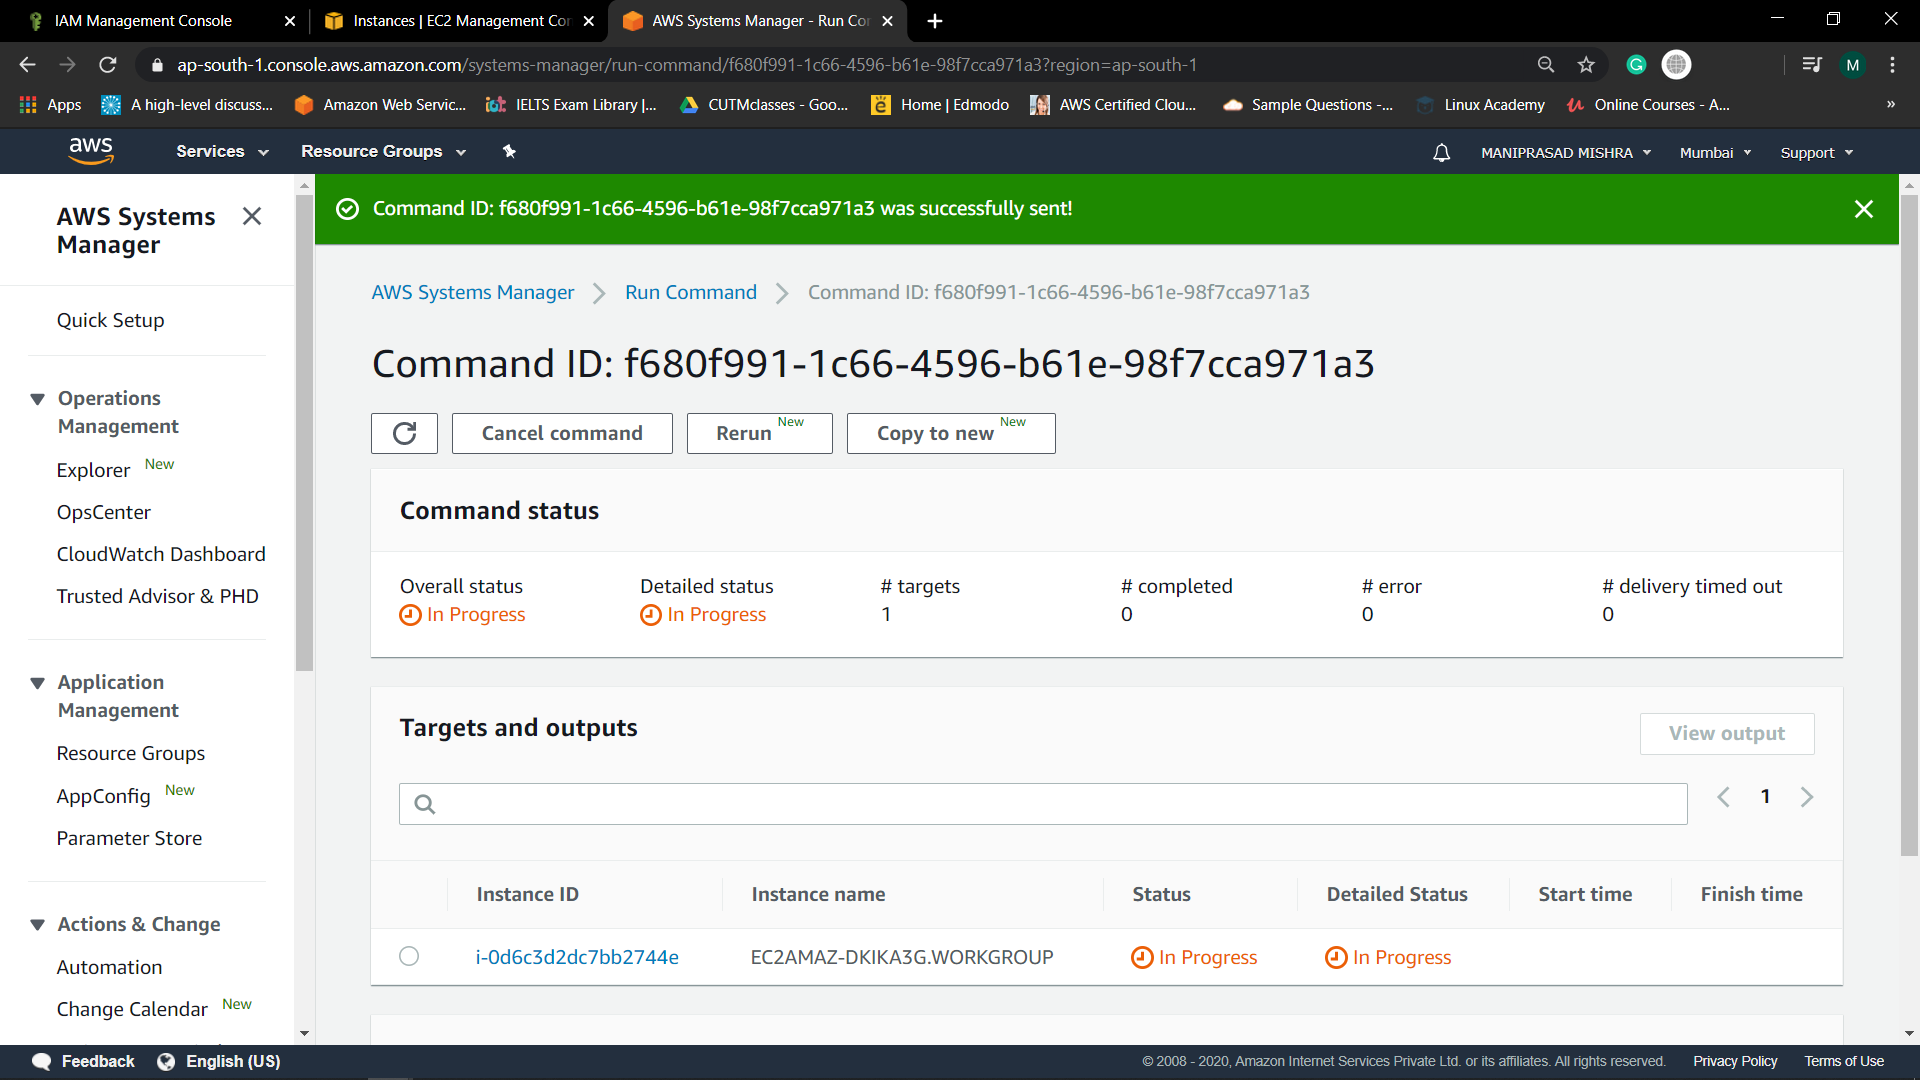 IAM Management Console
Instances | EC2 Management Cor
AWS Systems Manager - Run Cor
ap-south-1.console.aws.amazon.com/systems-manager/run-command/f680f991-1c66-4596-b61e-98f7cca971a3?region=ap-south-1
G
M
Apps
A high-level discuss...
Amazon Web Servic...
IELTS Exam Library |...
CUTMclasses - Goo...
Home | Edmodo
AWS Certified Clou...
Sample Questions -...
Linux Academy
Online Courses - A...
»
aws
Services
Resource Groups
MANIPRASAD MISHRA
Mumbai
Support
AWS Systems
Manager
Quick Setup
Operations
Management
Explorer New
OpsCenter
CloudWatch Dashboard
Trusted Advisor & PHD
Application
Management
Resource Groups
AppConfig New
Parameter Store
Actions & Change
Automation
Change Calendar New
Command ID: f680f991-1c66-4596-b61e-98f7cca971a3 was successfully sent!
AWS Systems Manager
Run Command
Command ID: f680f991-1c66-4596-b61e-98f7cca971a3
Command ID: f680f991-1c66-4596-b61e-98f7cca971a3
Cancel command
Rerun New
Copy to new New
Command status
Overall status
In Progress
Detailed status
In Progress
# targets
1
# completed
0
# error
0
# delivery timed out
0
Targets and outputs
View output
1
Instance ID
Instance name
Status
Detailed Status
Start time
Finish time
i-0d6c3d2dc7bb2744e
EC2AMAZ-DKIKA3G.WORKGROUP
In Progress
In Progress
Feedback
English (US)
© 2008 - 2020, Amazon Internet Services Private Ltd. or its affiliates. All rights reserved.
Privacy Policy
Terms of Use